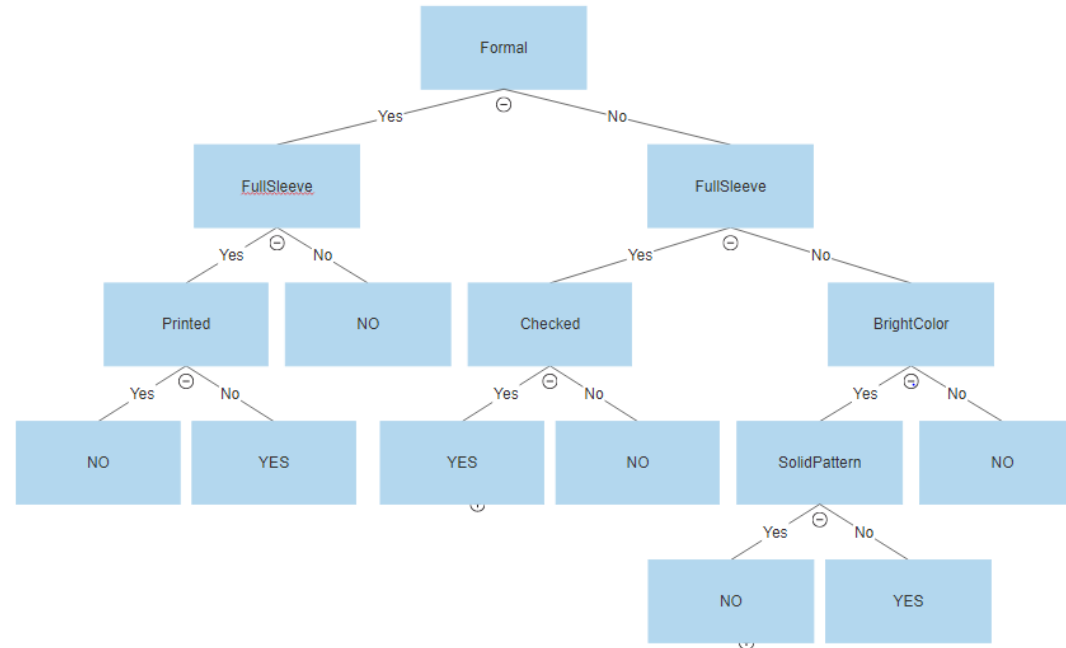 Formal
Yes No
FullSleeve FullSleeve
Yes No Yes No
Printed NO Checked BrightColor
Yes No Yes No Yes No
NO YES YES NO SolidPattern NO
Yes No
NO YES